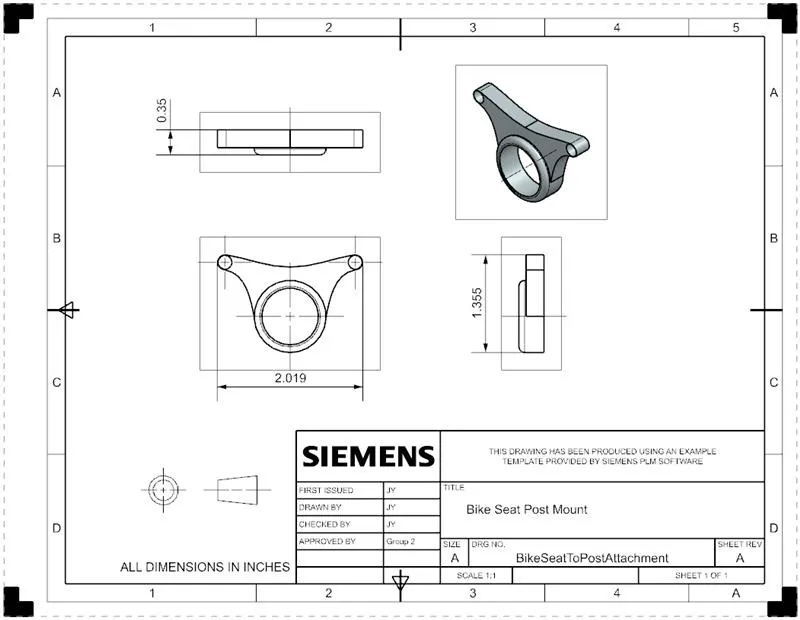 1 2 3 4 5
A A
0.35
B B
1.355
2.019
C C
SIEMENS
THIS DRAWING HAS BEEN PRODUCED USING AN EXAMPLE
TEMPLATE PROVIDED BY SIEMENS PLM SOFTWARE
FIRST ISSUED JY
TITLE
DRAWN BY JY
Bike Seat Post Mount
CHECKED BY JY
D D
APPROVED BY Group 2
SIZE DRG NO. SHEET REV
A BikeSeatToPostAttachment A
ALL DIMENSIONS IN INCHES
SCALE 1:1 SHEET 1 OF 1
1 2 3 4 A